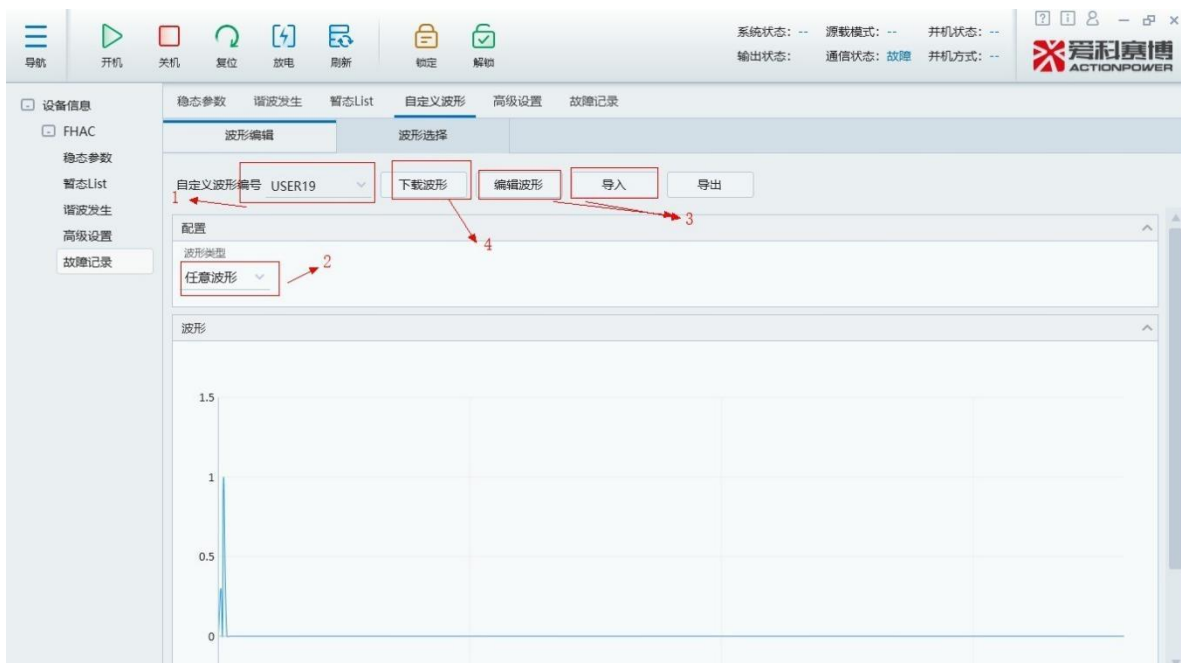 系统状态: -- 源载模式: -- 并机状态: --
输出状态: 通信状态: 故障 并机方式: --
爱科赛博
ACTIONPOWER
导航 开机 关机 复位 放电 刷新 锁定 解锁
设备信息
FHAC
稳态参数
暂态List
谐波发生
高级设置
故障记录
稳态参数 谐波发生 暂态List 自定义波形 高级设置 故障记录
波形编辑 波形选择
自定义波形编号 USER19 下载波形 编辑波形 导入 导出
1
3
4
配置
波形类型
任意波形
2
波形
1.5
1
0.5
0